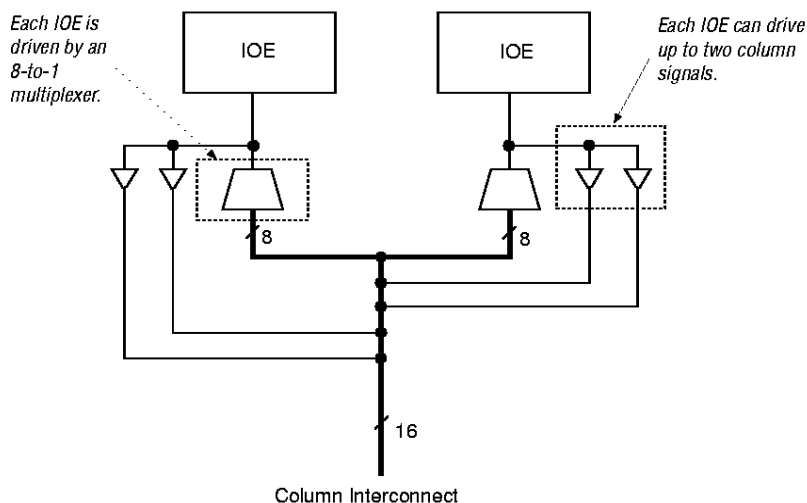 Each IOE is
driven by an
8-to-1
multiplexer.
IOE
IOE
Each IOE can drive
up to two column
signals.
8
8
16
Column Interconnect